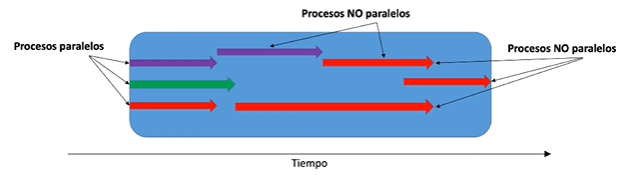 Procesos NO paralelos
Procesos paralelos
Procesos NO paralelos
Tiempo